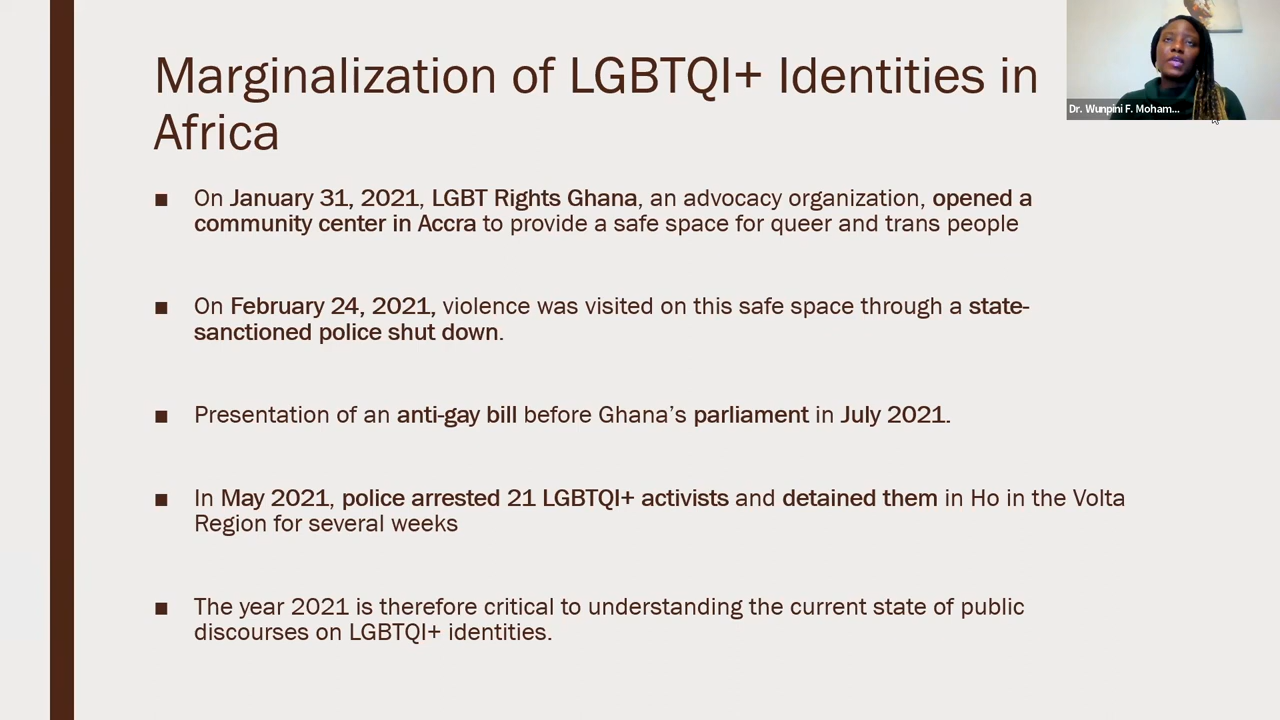 Marginalization of LGBTQI+ Identities in
Africa
Dr. Wunpini F. Moham...
■ On January 31, 2021, LGBT Rights Ghana, an advocacy organization, opened a
community center in Accra to provide a safe space for queer and trans people
■ On February 24, 2021, violence was visited on this safe space through a state-
sanctioned police shut down.
■ Presentation of an anti-gay bill before Ghana’s parliament in July 2021.
■ In May 2021, police arrested 21 LGBTQI+ activists and detained them in Ho in the Volta
Region for several weeks
■ The year 2021 is therefore critical to understanding the current state of public
discourses on LGBTQI+ identities.